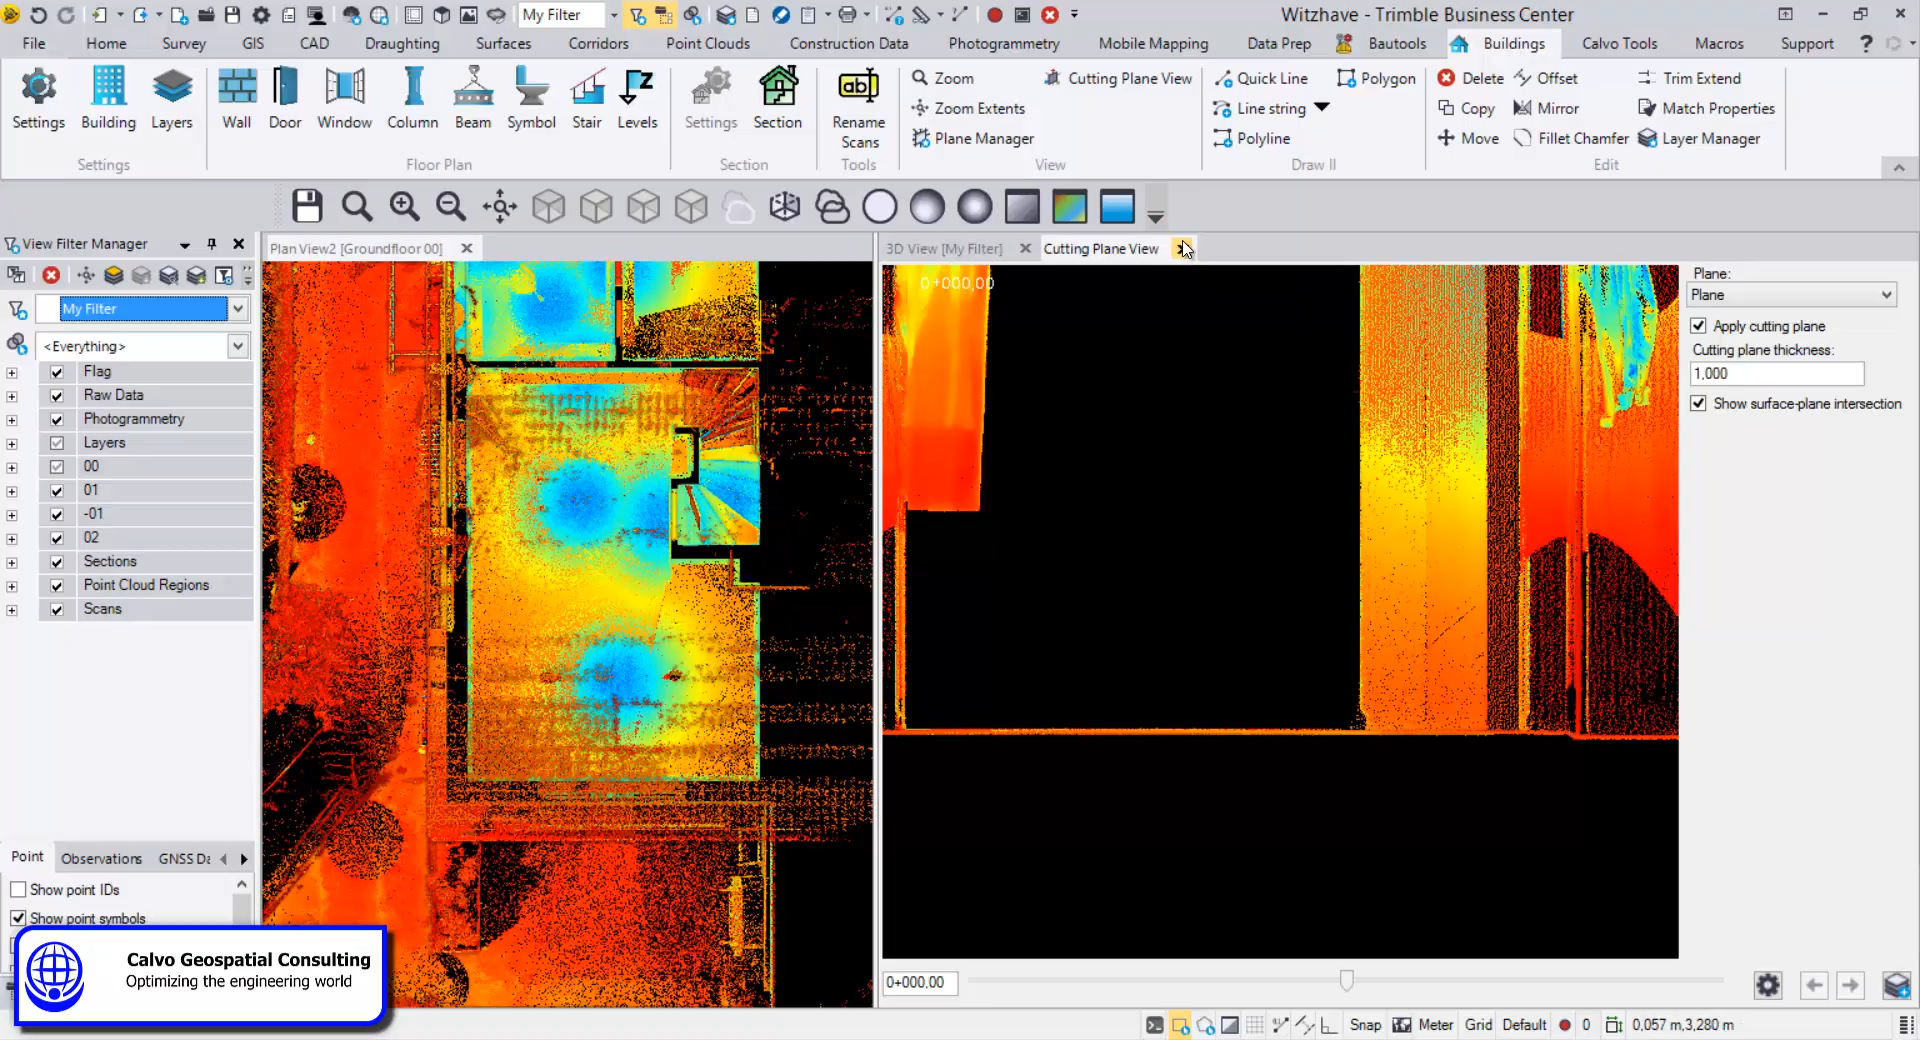 My Filter
Witzhave - Trimble Business Center
File Home Survey GIS CAD Draughting Surfaces Corridors Point Clouds Construction Data Photogrammetry Mobile Mapping Data Prep Bautools Buildings Calvo Tools Macros Support
Settings Building Layers Wall Door Window Column Beam Symbol Stair Levels Settings Section Rename Scans
Zoom Cutting Plane View Quick Line Polygon Delete Offset Trim Extend
Zoom Extents Line string Copy Mirror Match Properties
Plane Manager Polyline Move Fillet Chamfer Layer Manager
Settings Floor Plan Section Tools View Draw II Edit
View Filter Manager
Plan View2 [Groundfloor 00]
3D View [My Filter]
Cutting Plane View
My Filter
<Everything>
Flag
Raw Data
Photogrammetry
Layers
00
01
-01
02
Sections
Point Cloud Regions
Scans
0+000,00
Plane:
Plane
Apply cutting plane
Cutting plane thickness:
1,000
Show surface-plane intersection
Point Observations GNSS Da
Show point IDs
Show point symbols
Calvo Geospatial Consulting
Optimizing the engineering world
0+000,00
Snap Meter Grid Default 0 0,057 m,3,280 m